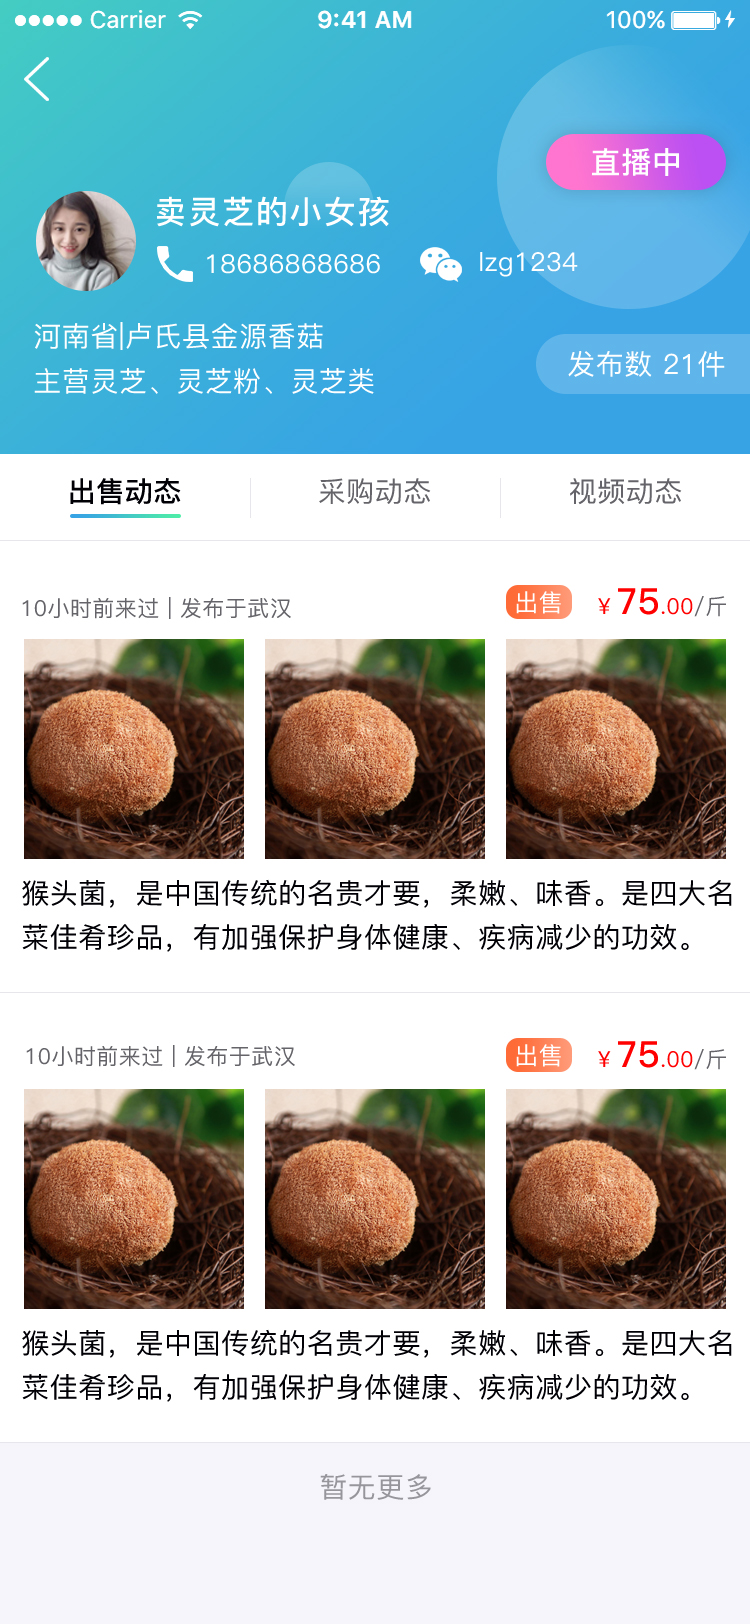 Carrier 9:41 AM 100%
直播中
卖灵芝的小女孩
18686868686 lzg1234
河南省|卢氏县金源香菇
主营灵芝、灵芝粉、灵芝类
发布数 21件
出售动态 采购动态 视频动态
10小时前来过 | 发布于武汉 出售 ¥75.00/斤
猴头菌，是中国传统的名贵才要，柔嫩、味香。是四大名
菜佳肴珍品，有加强保护身体健康、疾病减少的功效。
10小时前来过 | 发布于武汉 出售 ¥75.00/斤
猴头菌，是中国传统的名贵才要，柔嫩、味香。是四大名
菜佳肴珍品，有加强保护身体健康、疾病减少的功效。
暂无更多